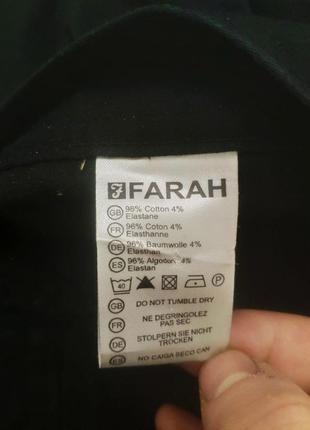 F FARAH
GB 98% Cotton 4%
Elastane
FR 96% Coton 4%
Elasthanne
DE 96% Baumwolle 4%
Elasthan
ES 96% Algodon 4%
Elastan
40 P
GB DO NOT TUMBLE DRY
FR NE DEGRINGOLEZ
PAS SEC
DE STOLPERN SIE NICHT
TROCKEN
ES NO CAIGA SECO CAN